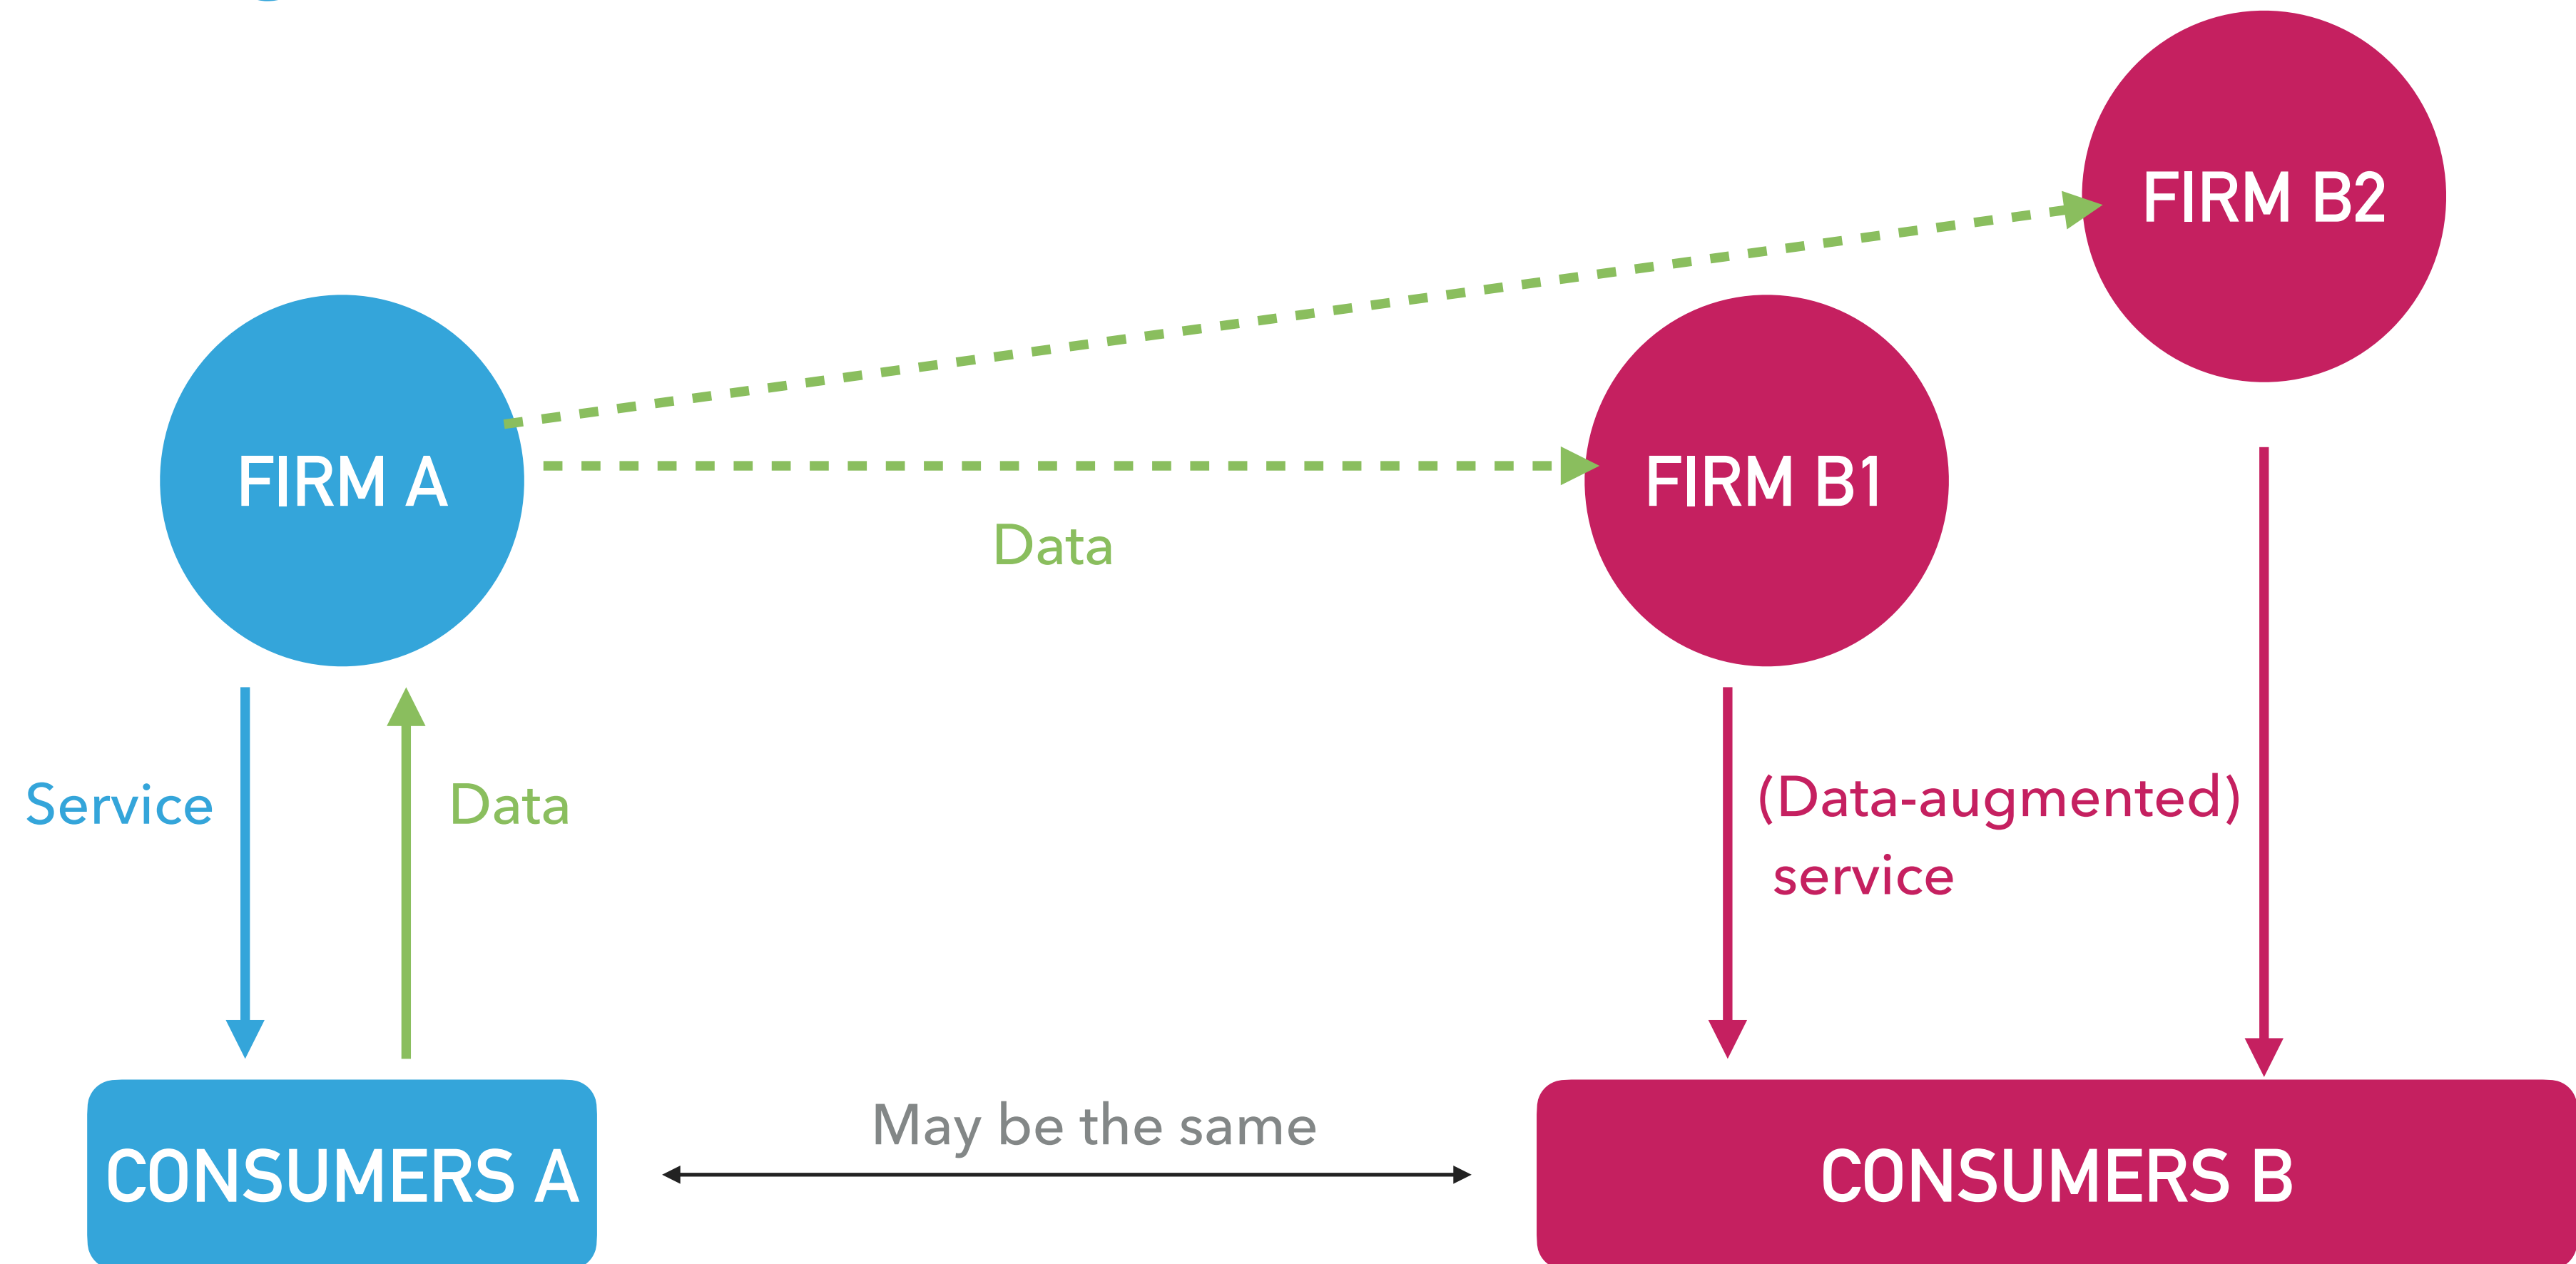 FIRM B2
FIRM A
FIRM B1
Data
Service
Data
(Data-augmented)
service
May be the same
CONSUMERS A
CONSUMERS B